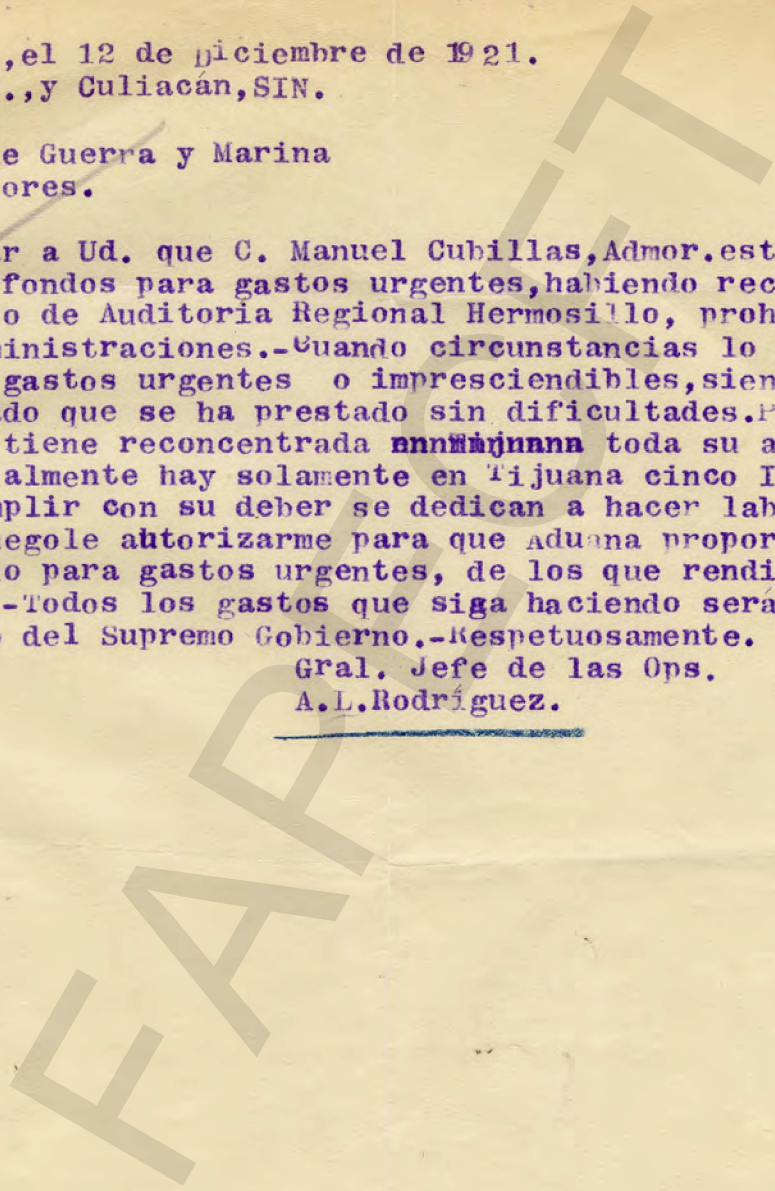 ,el 12 de Diciembre de 1921.
.,y Culiacán,SIN.
e Guerra y Marina
ores.
r a Ud. que C. Manuel Cubillas,Admor.est
fondos para gastos urgentes,habiendo rec
o de Auditoria Regional Hermosillo, proh
inistraciones.-Cuando circunstancias lo
gastos urgentes o impresciendibles,sien
do que se ha prestado sin dificultades.P
tiene reconcentrada toda su a
almente hay solamente en Tijuana cinco I
plir con su deber se dedican a hacer lab
egole autorizarme para que Aduana propor
o para gastos urgentes, de los que rendi
-Todos los gastos que siga haciendo será
o del Supremo Gobierno.-Respetuosamente.
Gral. Jefe de las Ops.
A.L.Rodríguez.
FAPECFT